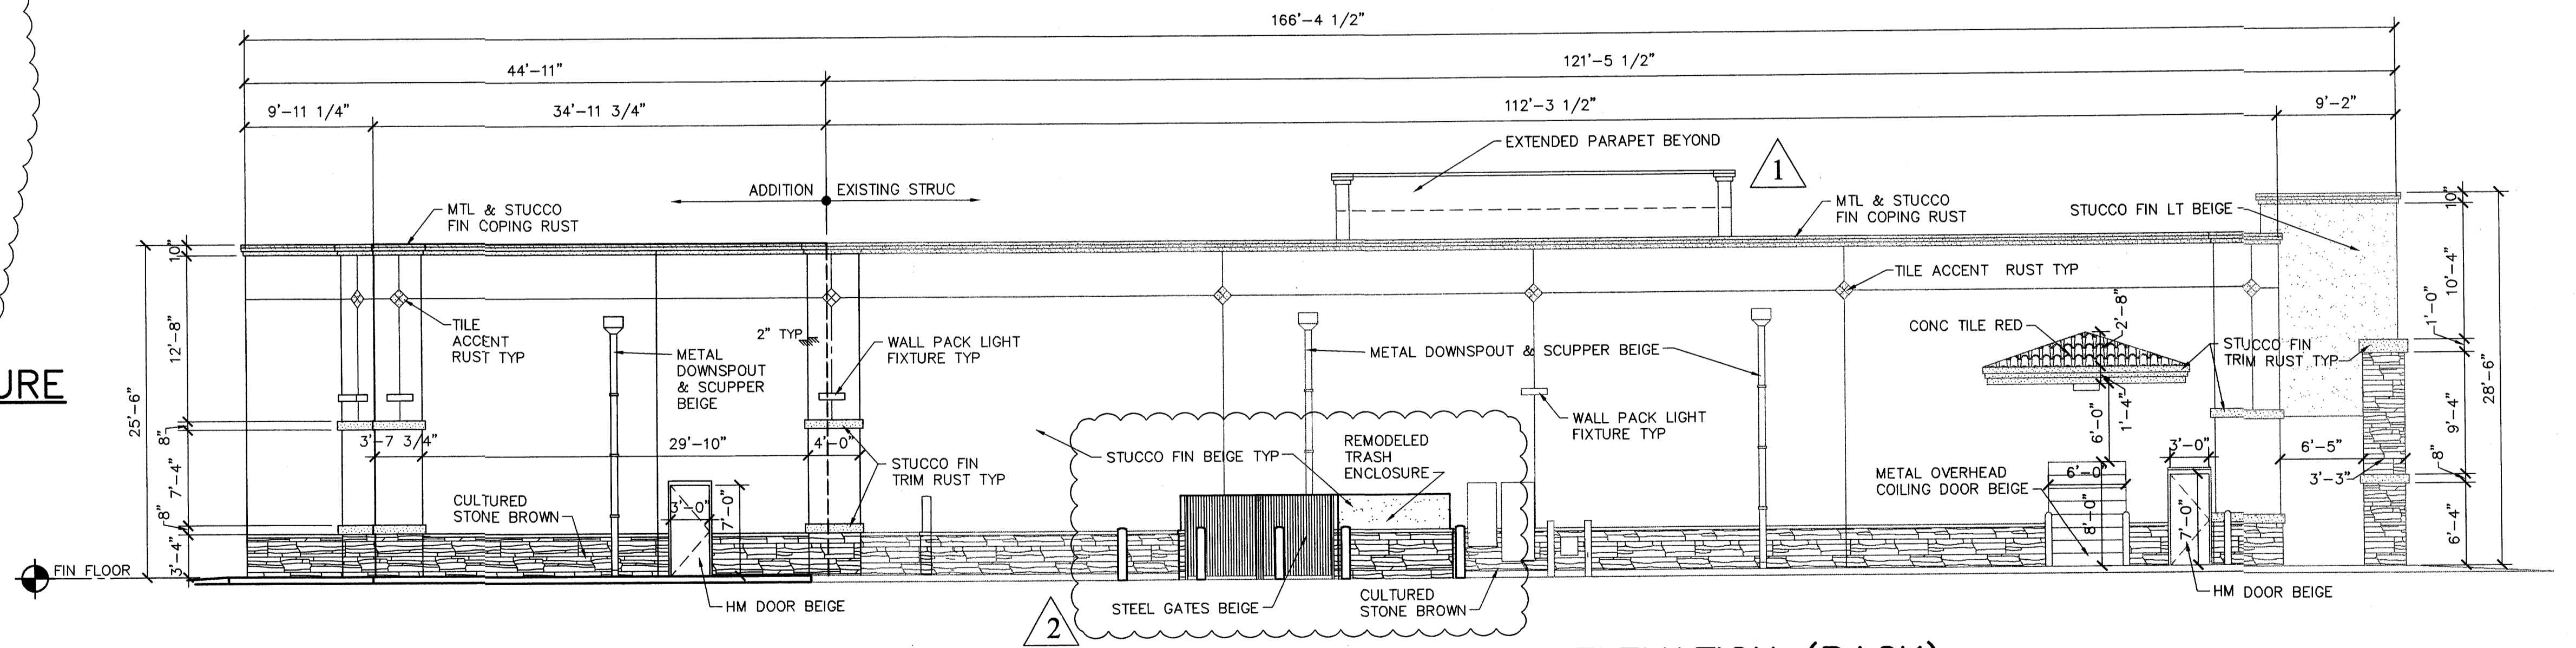 166'-4 1/2"
44'-11"
121'-5 1/2"
9'-11 1/4"
34'-11 3/4"
112'-3 1/2"
9'-2"
EXTENDED PARAPET BEYOND
1
ADDITION
EXISTING STRUC
MTL & STUCCO
FIN COPING RUST
MTL & STUCCO
FIN COPING RUST
STUCCO FIN LT BEIGE
10"
10"
TILE ACCENT RUST TYP
10'-4"
12'-8"
TILE
ACCENT
RUST TYP
2" TYP
WALL PACK LIGHT
FIXTURE TYP
CONC TILE RED
2'-8"
1'-0"
METAL
DOWNSPOUT
& SCUPPER
BEIGE
METAL DOWNSPOUT & SCUPPER BEIGE
STUCCO FIN
TRIM RUST TYP
URE
25'-6"
28'-6"
WALL PACK LIGHT
FIXTURE TYP
6'-0"
1'-4"
9'-4"
8"
3'-7 3/4"
29'-10"
4'-0"
REMODELED
TRASH
ENCLOSURE
STUCCO FIN BEIGE TYP
3'-0"
6'-5"
STUCCO FIN
TRIM RUST TYP
7'-4"
METAL OVERHEAD
COILING DOOR BEIGE
6'-0"
3'-3"
8"
CULTURED
STONE BROWN
3'-0"
7'-0"
8"
8'-0"
7'-0"
6'-4"
3'-4"
FIN FLOOR
HM DOOR BEIGE
STEEL GATES BEIGE
CULTURED
STONE BROWN
HM DOOR BEIGE
2
ELEVATION (BACK)